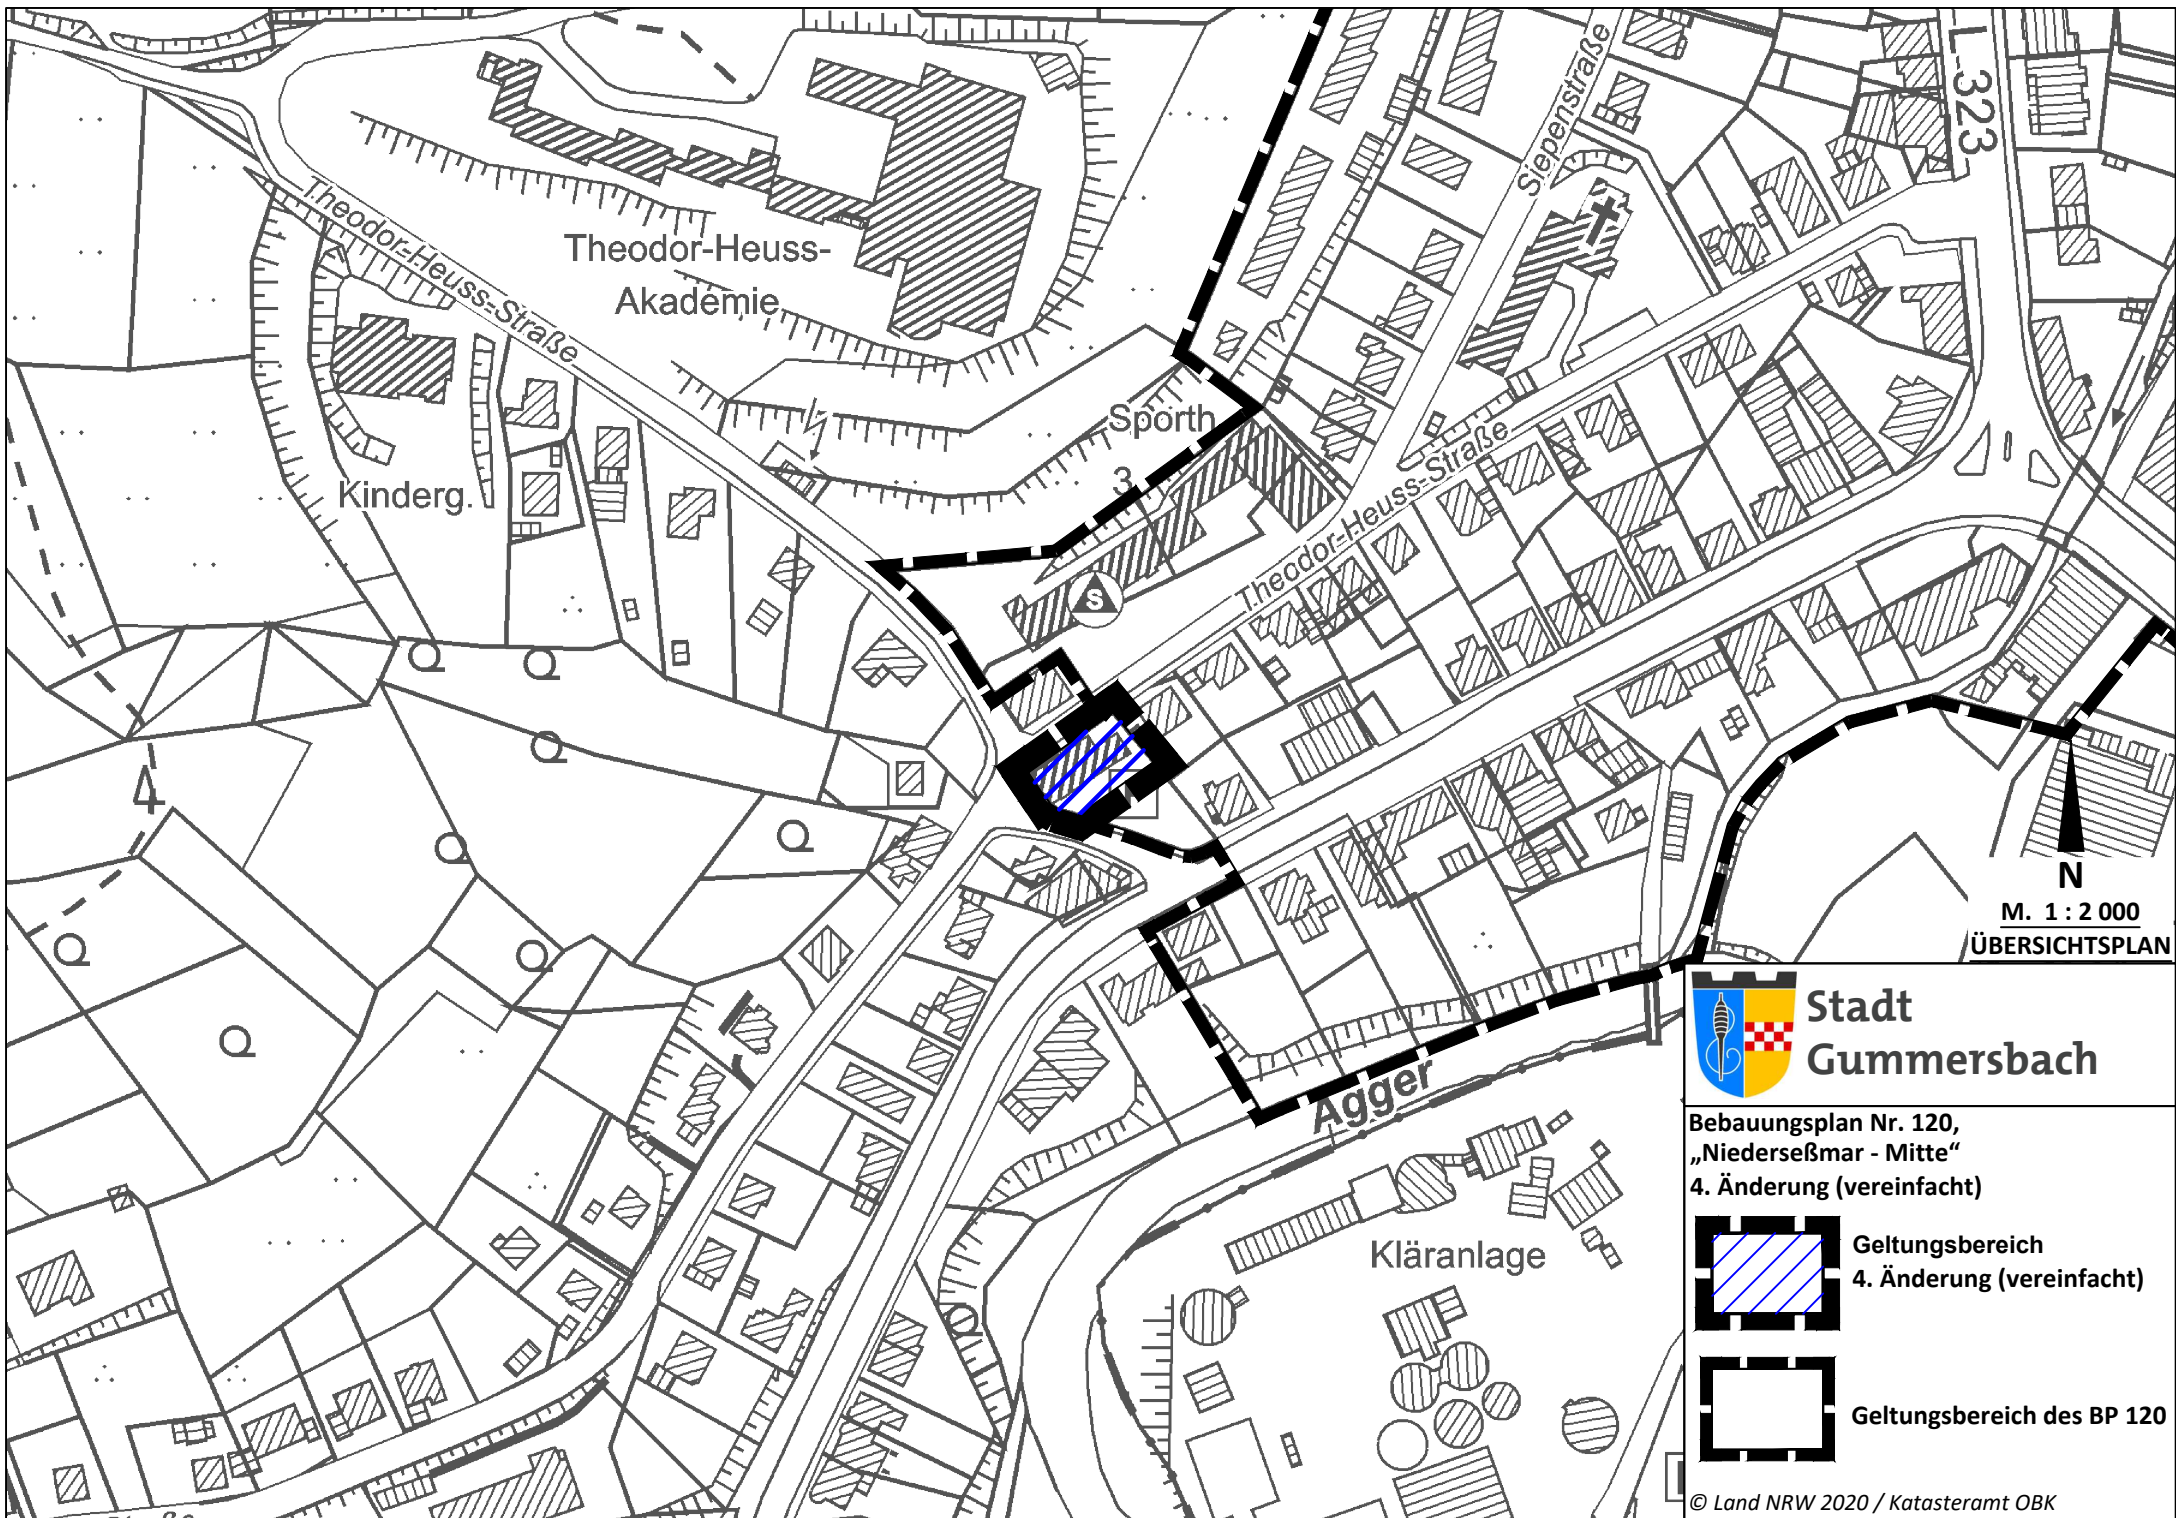 L 323
Siepenstraße
Theodor-Heuss-Straße
Theodor-Heuss-
Akademie
Sporth
3
Kinderg.
Theodor-Heuss-Straße
S
N
M. 1 : 2 000
ÜBERSICHTSPLAN
Stadt
Gummersbach
Agger
Kläranlage
Bebauungsplan Nr. 120,
„Niederseßmar - Mitte“
4. Änderung (vereinfacht)
Geltungsbereich
4. Änderung (vereinfacht)
Geltungsbereich des BP 120
© Land NRW 2020 / Katasteramt OBK